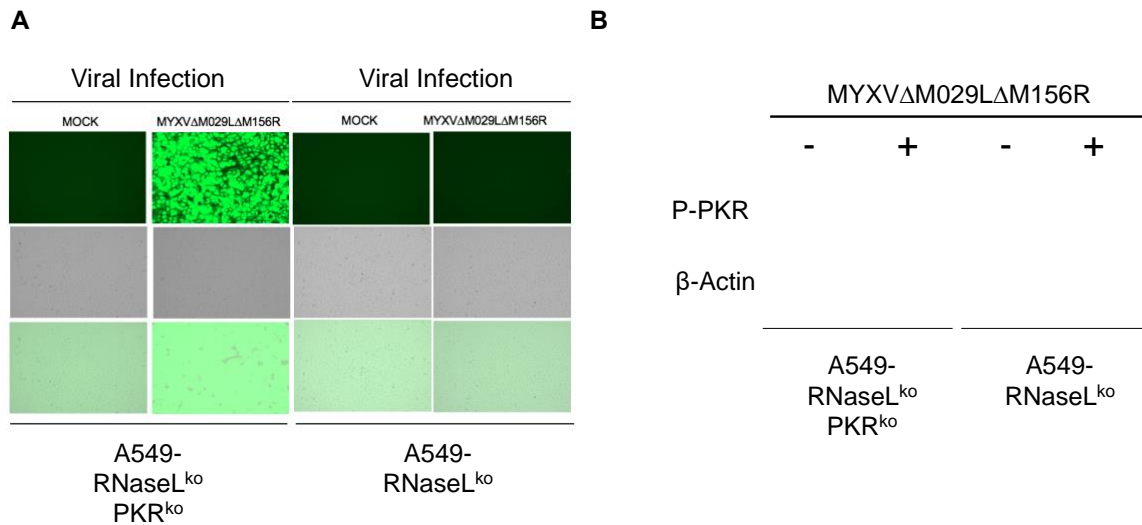 A
Viral Infection
Viral Infection
MOCK
MYXVΔM029LΔM156R
MOCK
MYXVΔM029LΔM156R
A549-
RNaseLko
PKRko
A549-
RNaseLko
B
MYXVΔM029LΔM156R
- + - +
P-PKR
β-Actin
A549-
RNaseLko
PKRko
A549-
RNaseLko